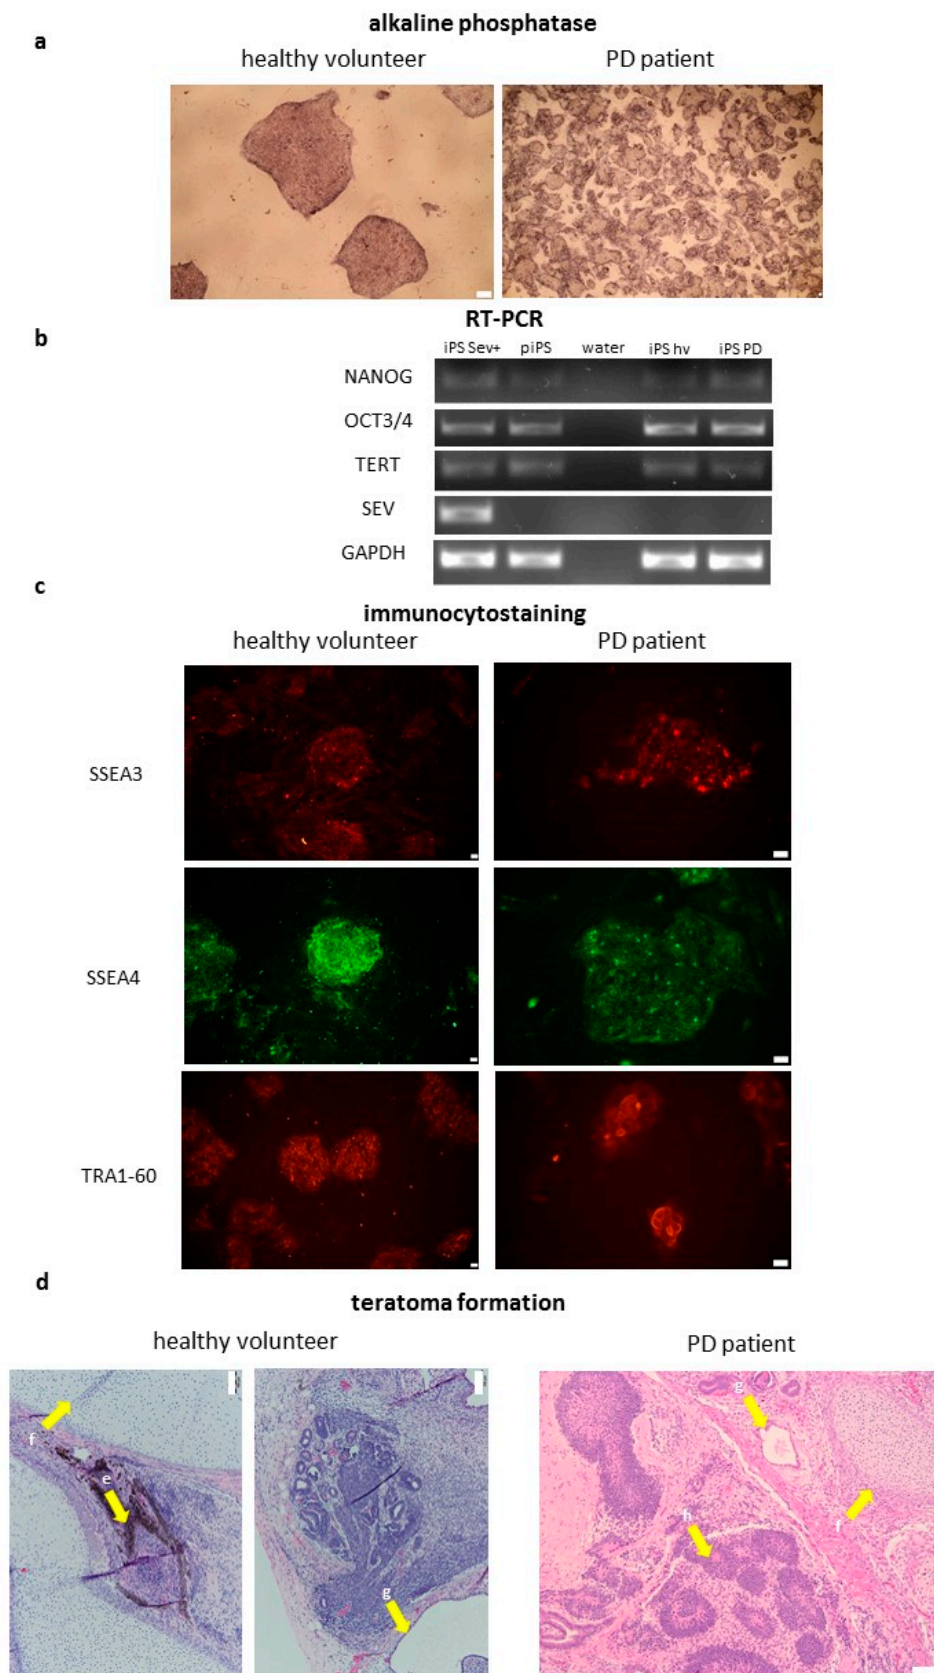 alkaline phosphatase
a
healthy volunteer PD patient
RT-PCR
b
iPS Sev+ piPS water iPS hv iPS PD
NANOG
OCT3/4
TERT
SEV
GAPDH
c
immunocytostaining
healthy volunteer PD patient
SSEA3
SSEA4
TRA1-60
d
teratoma formation
healthy volunteer PD patient
f
e
g
g
f
h